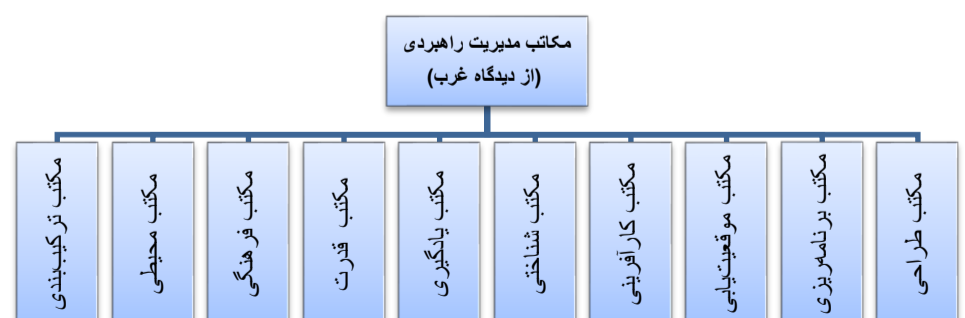 مکاتب مدیریت راهبردی
(از دیدگاه غرب)
مکتب طراحی
مکتب برنامه‌ریزی
مکتب موقعیت‌یابی
مکتب کارآفرینی
مکتب شناختی
مکتب یادگیری
مکتب قدرت
مکتب فرهنگی
مکتب محیطی
مکتب ترکیب‌بندی